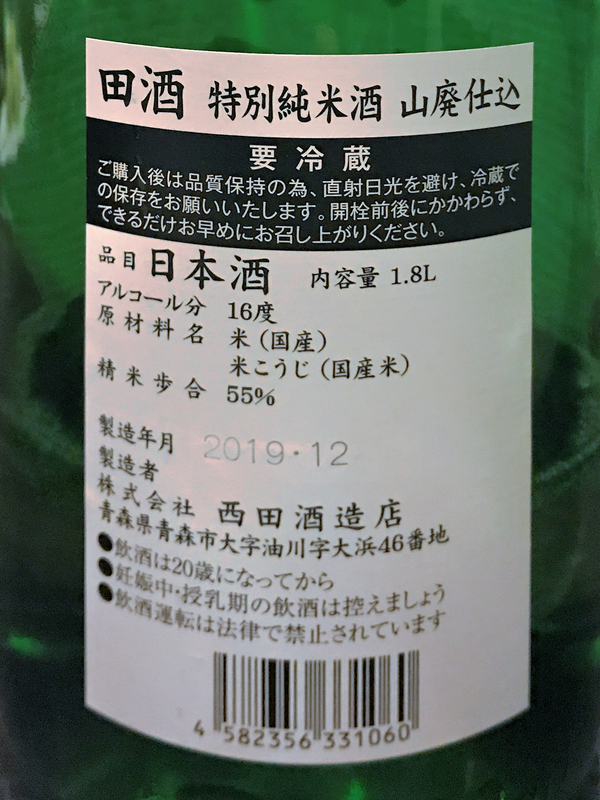 田酒 特別純米酒 山廃仕込
要冷蔵
ご購入後は品質保持の為、直射日光を避け、冷蔵で
の保存をお願いいたします。開栓前後にかかわらず、
できるだけお早めにお召し上がりください。
品目 日本酒 内容量 1.8L
アルコール分 16度
原材料名 米（国産）
米こうじ（国産米）
精米歩合 55%
製造年月 2019・12
製造者
株式会社 西田酒造店
青森県青森市大字油川字大浜46番地
●飲酒は20歳になってから
●妊娠中・授乳期の飲酒は控えましょう
●飲酒運転は法律で禁止されています
4 582356 331060